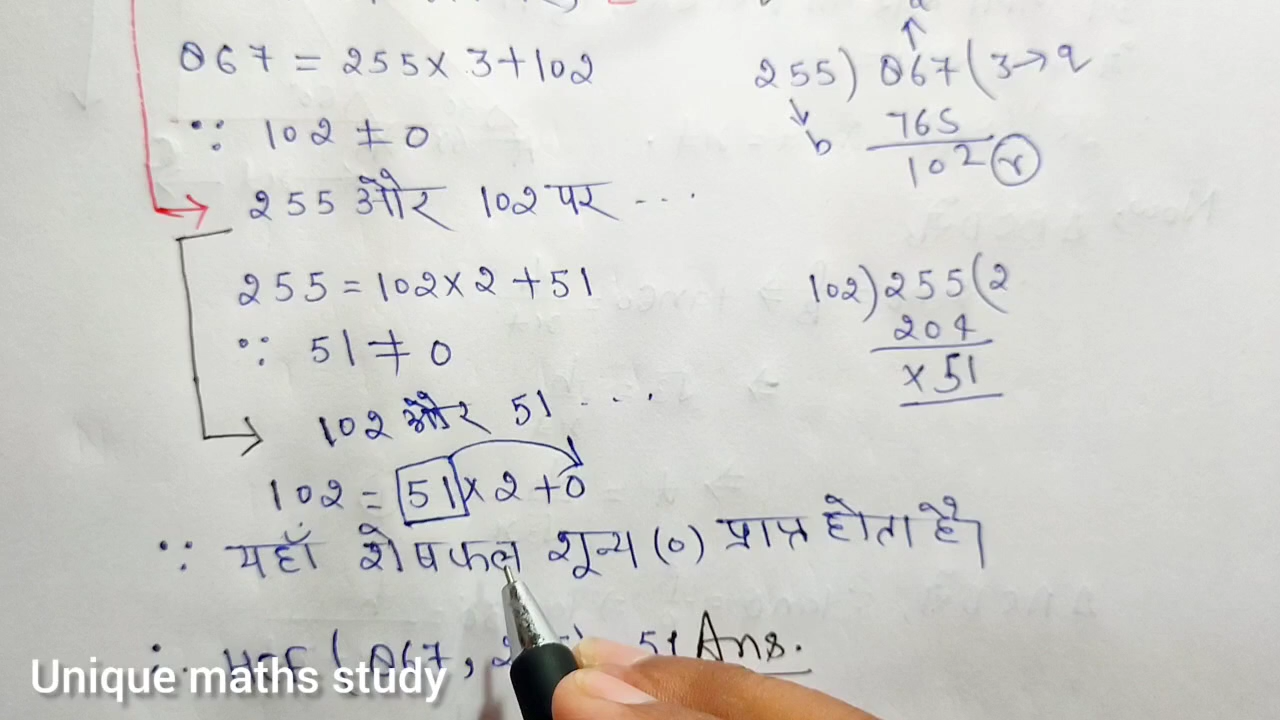 867 = 255 × 3 + 102
∵ 102 ≠ 0
255 और 102 पर ...
255 = 102 × 2 + 51
∵ 51 ≠ 0
102 और 51 ...
102 = 51 × 2 + 0
∵ यहाँ शेषफल शून्य (0) प्राप्त होता है।
∴ HCF (867, 51 Ans.
255) 867 (3 → q
b 765
102 r
102) 255 (2
204
× 51
Unique maths study